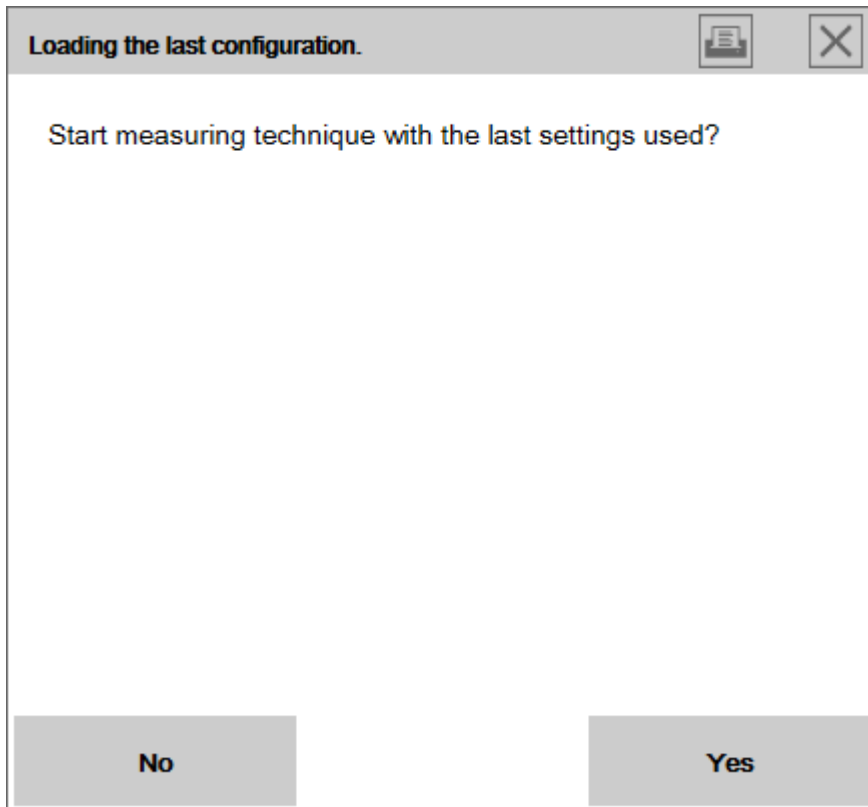 Loading the last configuration.
Start measuring technique with the last settings used?
No
Yes